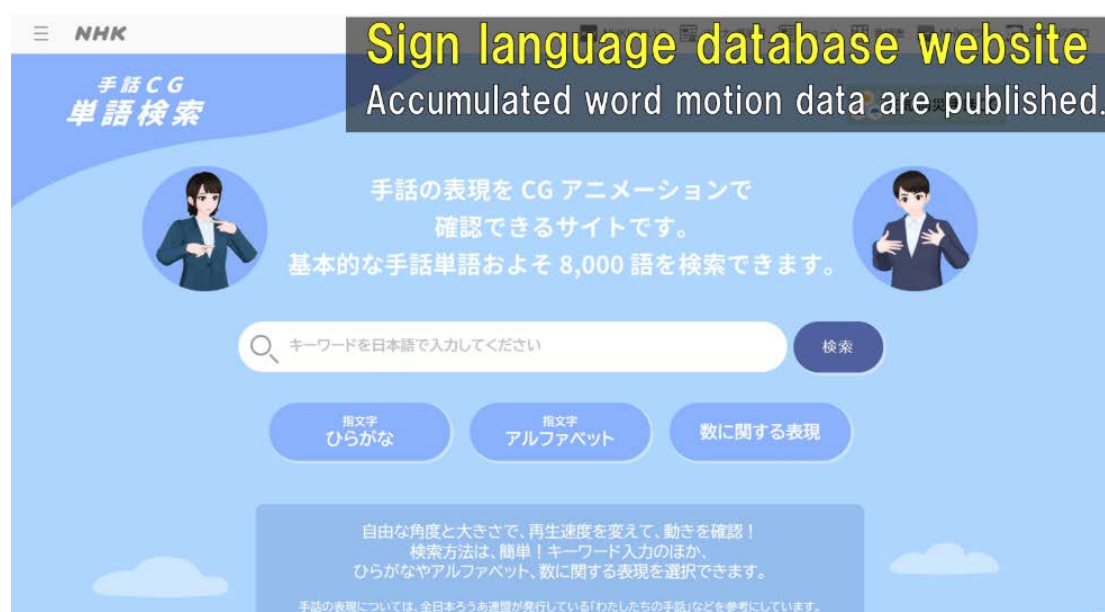 NHK
Sign language database website
Accumulated word motion data are published.
手話CG
単語検索
手話の表現を CG アニメーションで
確認できるサイトです。
基本的な手話単語およそ 8,000 語を検索できます。
キーワードを日本語で入力してください
検索
指文字
ひらがな
指文字
アルファベット
数に関する表現
自由な角度と大きさで、再生速度を変えて、動きを確認！
検索方法は、簡単！キーワード入力のほか、
ひらがなやアルファベット、数に関する表現を選択できます。
手話の表現については、全日本ろうあ連盟が発行している「わたしたちの手話」などを参考にしています。